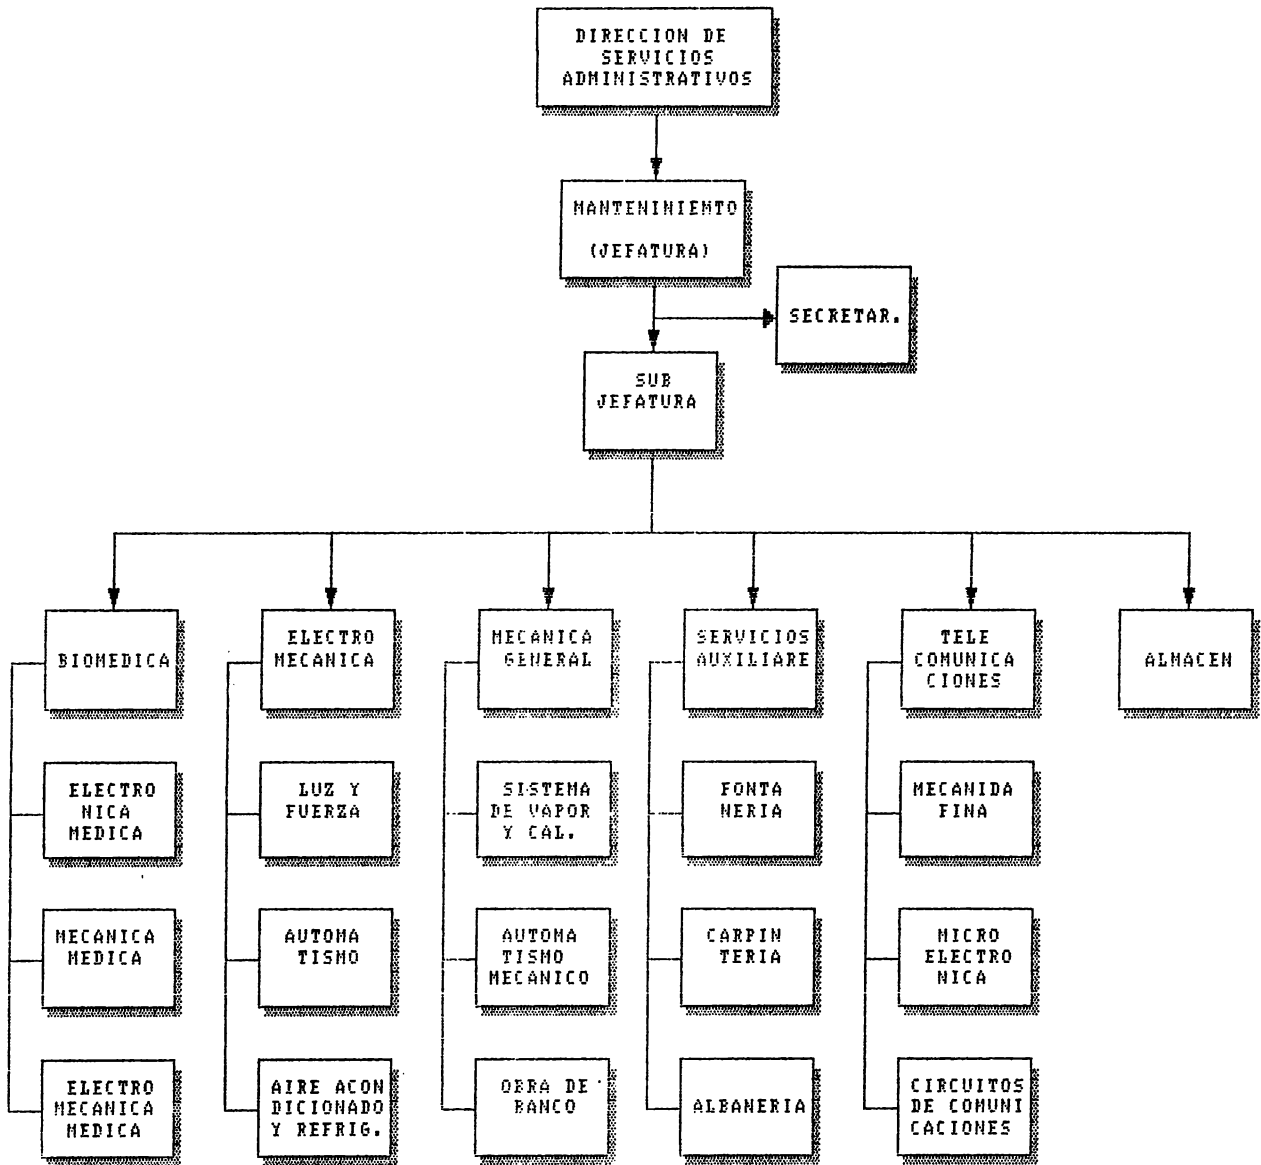 DIRECCION DE
SERVICIOS
ADMINISTRATIVOS
MANTENIMIEMTO
(JEFATURA)
SECRETAR.
SUB
JEFATURA
BIOMEDICA
ELECTRO
MECANICA
MECANICA
GENERAL
SERVICIOS
AUXILIARE
TELE
COMUNICA
CIONES
ALMACEN
ELECTRO
NICA
MEDICA
LUZ Y
FUERZA
SISTEMA
DE VAPOR
Y CAL.
FONTA
NERIA
MECANIDA
FINA
MECANICA
MEDICA
AUTOMA
TISMO
AUTOMA
TISMO
MECANICO
CARPIN
TERIA
MICRO
ELECTRO
NICA
ELECTRO
MECANICA
MEDICA
AIRE ACON
DICIONADO
Y REFRIG.
OBRA DE
BANCO
ALBANERIA
CIRCUITOS
DE COMUNI
CACIONES